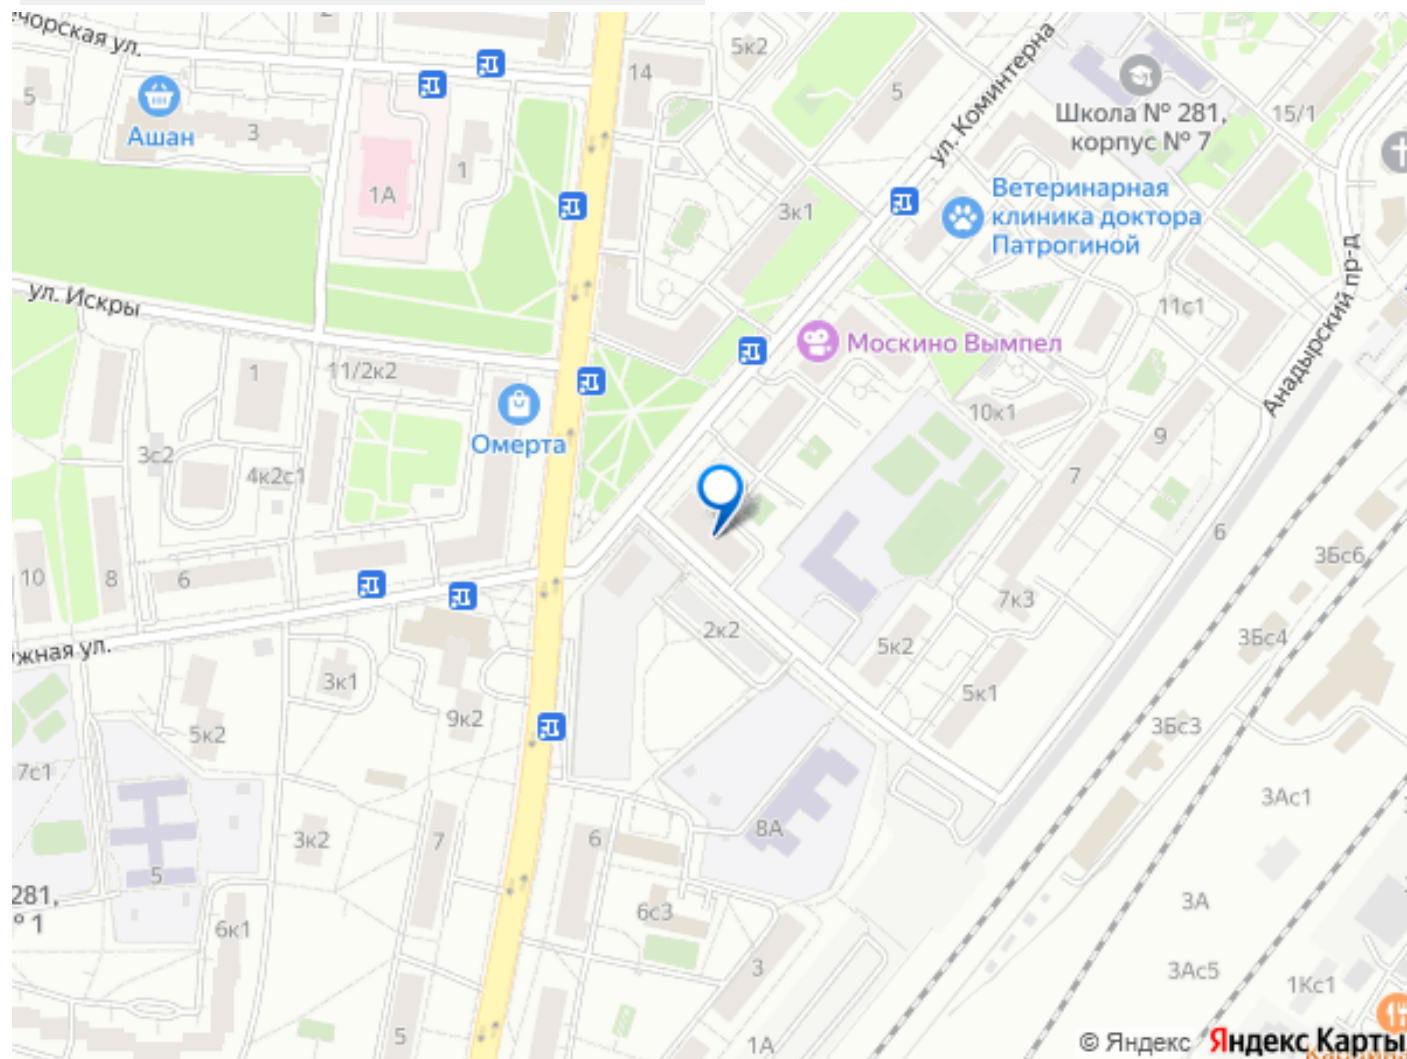 чорская ул.
2
5к2
14
5
ул. Коминтерна
Школа № 281,
корпус № 7
15/1
5
Ашан
3
1
1А
3к1
Ветеринарная
клиника доктора
Патрогиной
Анадырский пр-д
11с1
ул. Искры
Москино Вымпел
1
11/2к2
Омерта
10к1
9
3с2
4к2с1
7
6
3Бс6
10
8
6
7к3
3Бс4
2к2
5к2
жная ул.
3к1
5к1
9к2
5к2
3Бс3
7с1
3Ас1
3к2
7
6
8А
5
281,
º 1
6к1
6с3
3А
3
3Ас5
1Кс1
5
1А
© Яндекс Яндекс Карты